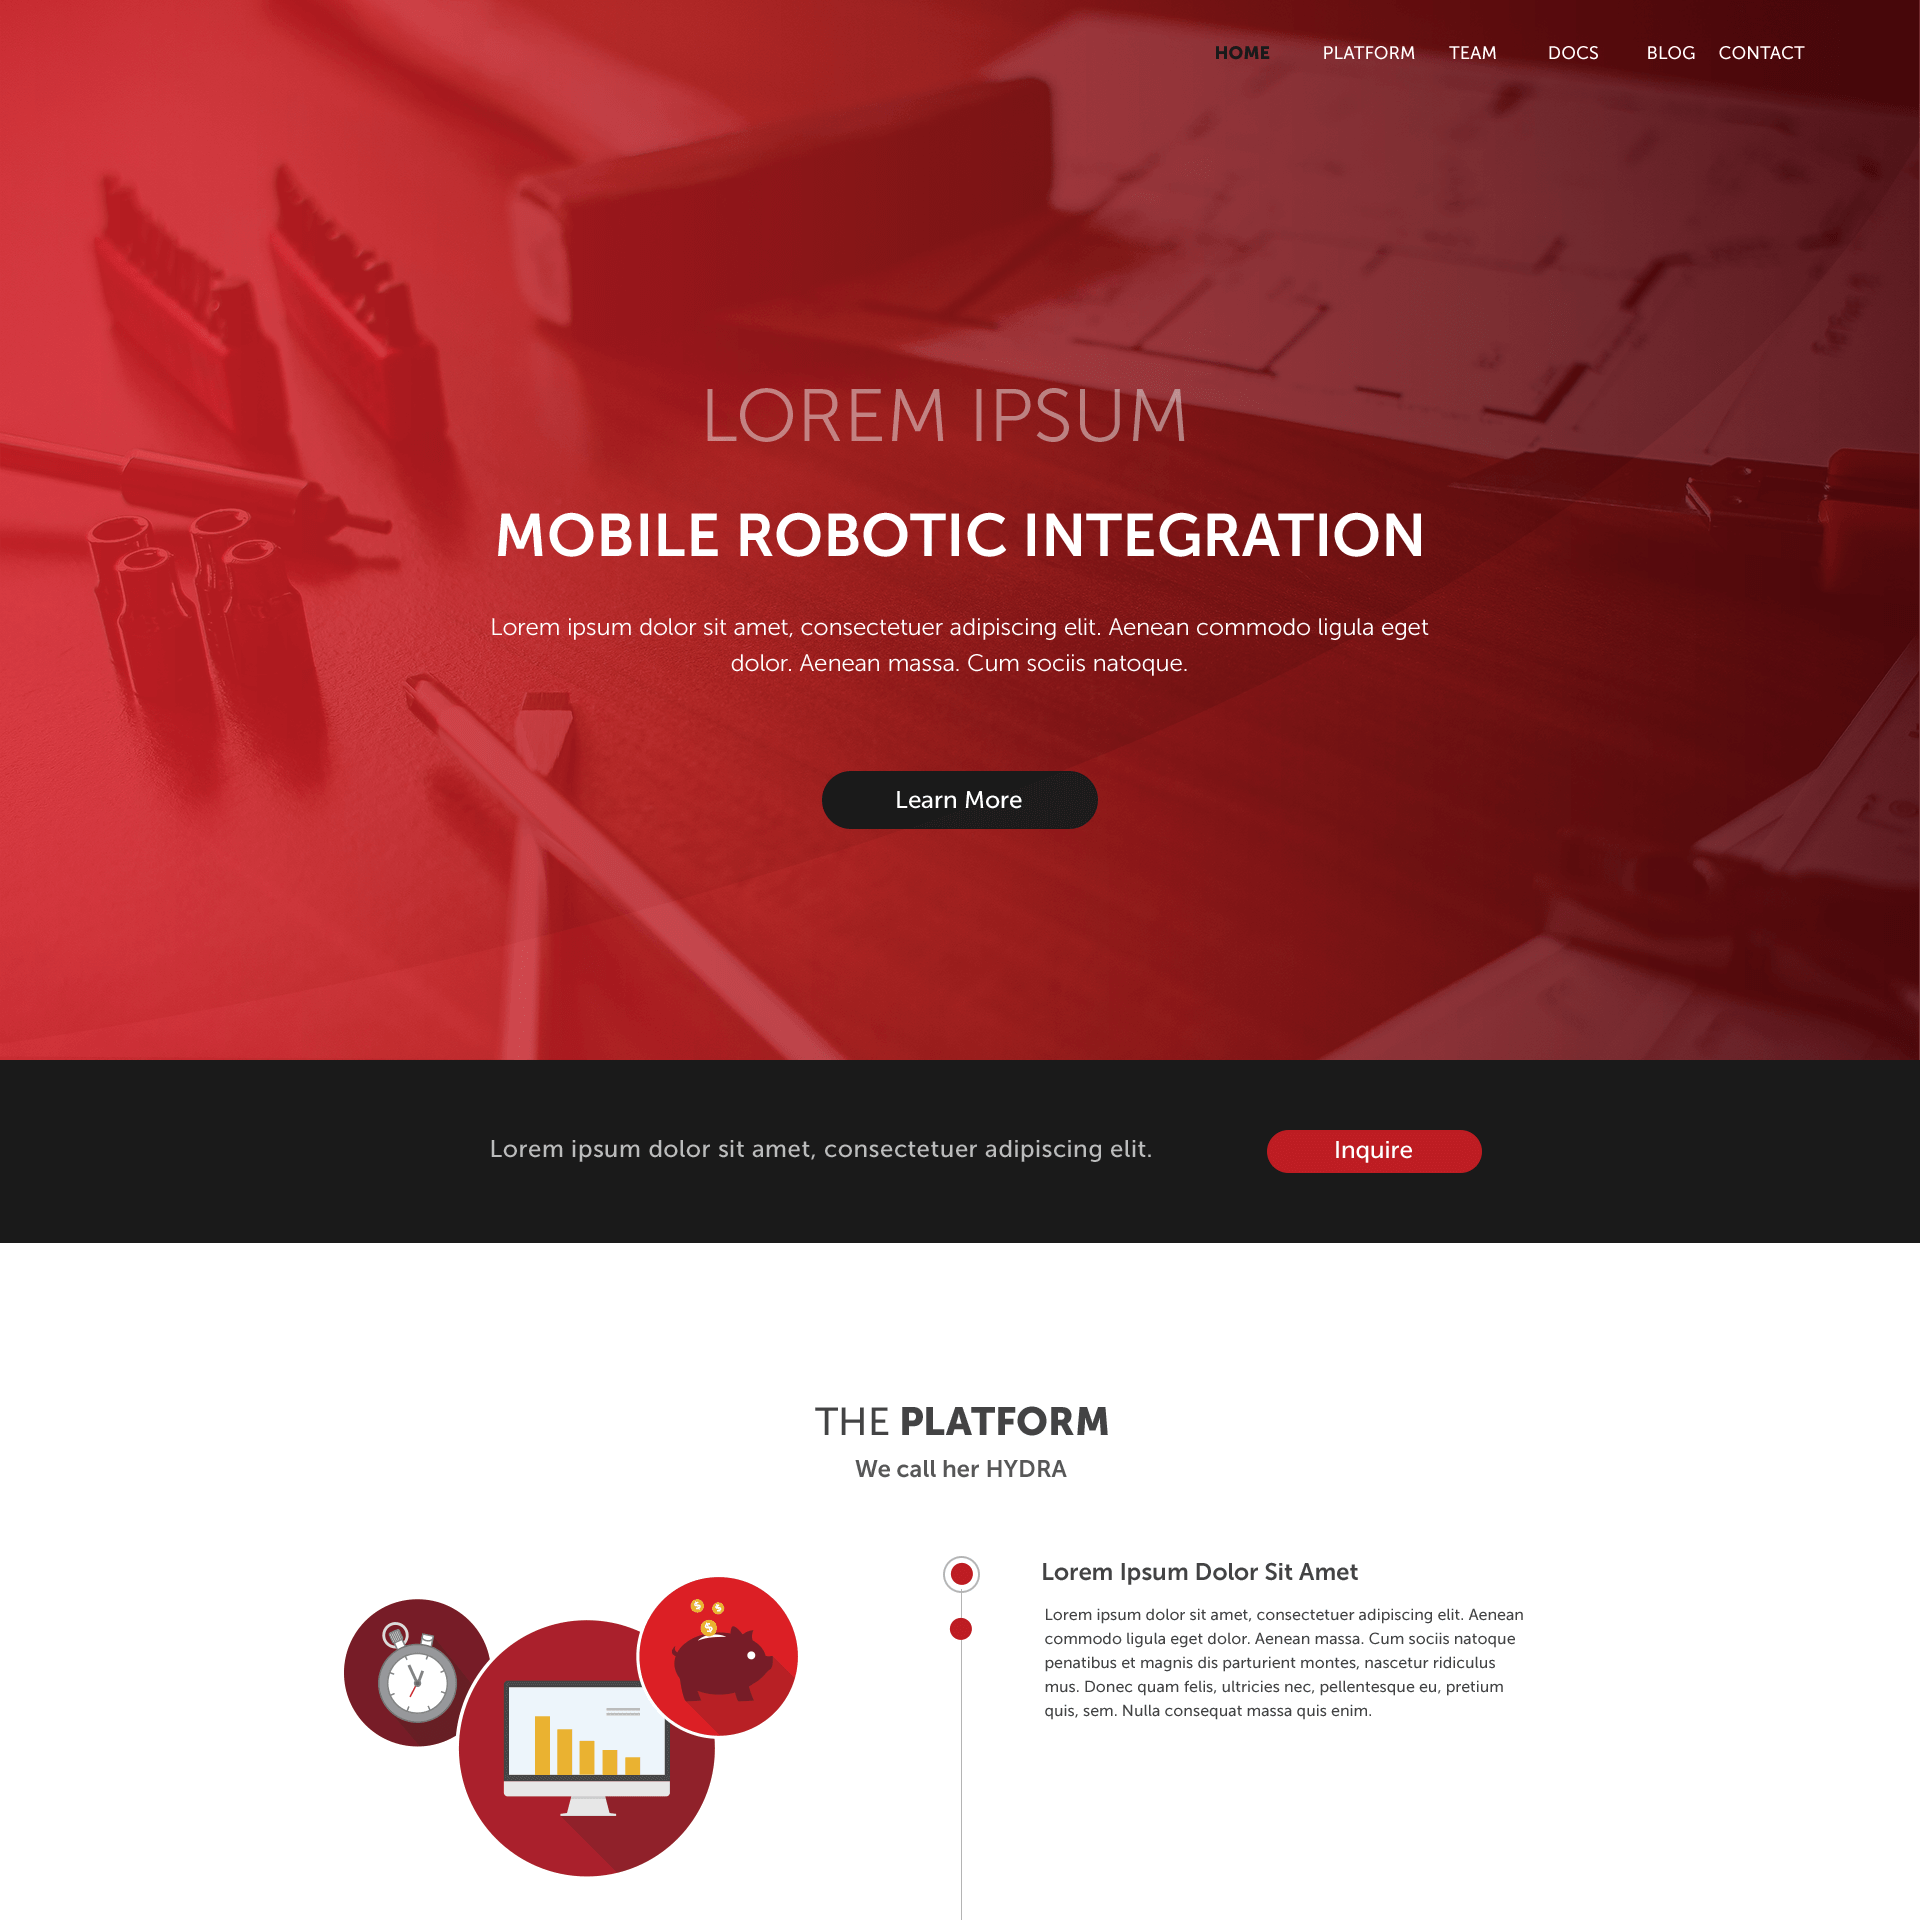 HOME PLATFORM TEAM DOCS BLOG CONTACT
LOREM IPSUM
MOBILE ROBOTIC INTEGRATION
Lorem ipsum dolor sit amet, consectetuer adipiscing elit. Aenean commodo ligula eget
dolor. Aenean massa. Cum sociis natoque.
Learn More
Lorem ipsum dolor sit amet, consectetuer adipiscing elit.
Inquire
THE PLATFORM
We call her HYDRA
Lorem Ipsum Dolor Sit Amet
Lorem ipsum dolor sit amet, consectetuer adipiscing elit. Aenean
commodo ligula eget dolor. Aenean massa. Cum sociis natoque
penatibus et magnis dis parturient montes, nascetur ridiculus
mus. Donec quam felis, ultricies nec, pellentesque eu, pretium
quis, sem. Nulla consequat massa quis enim.